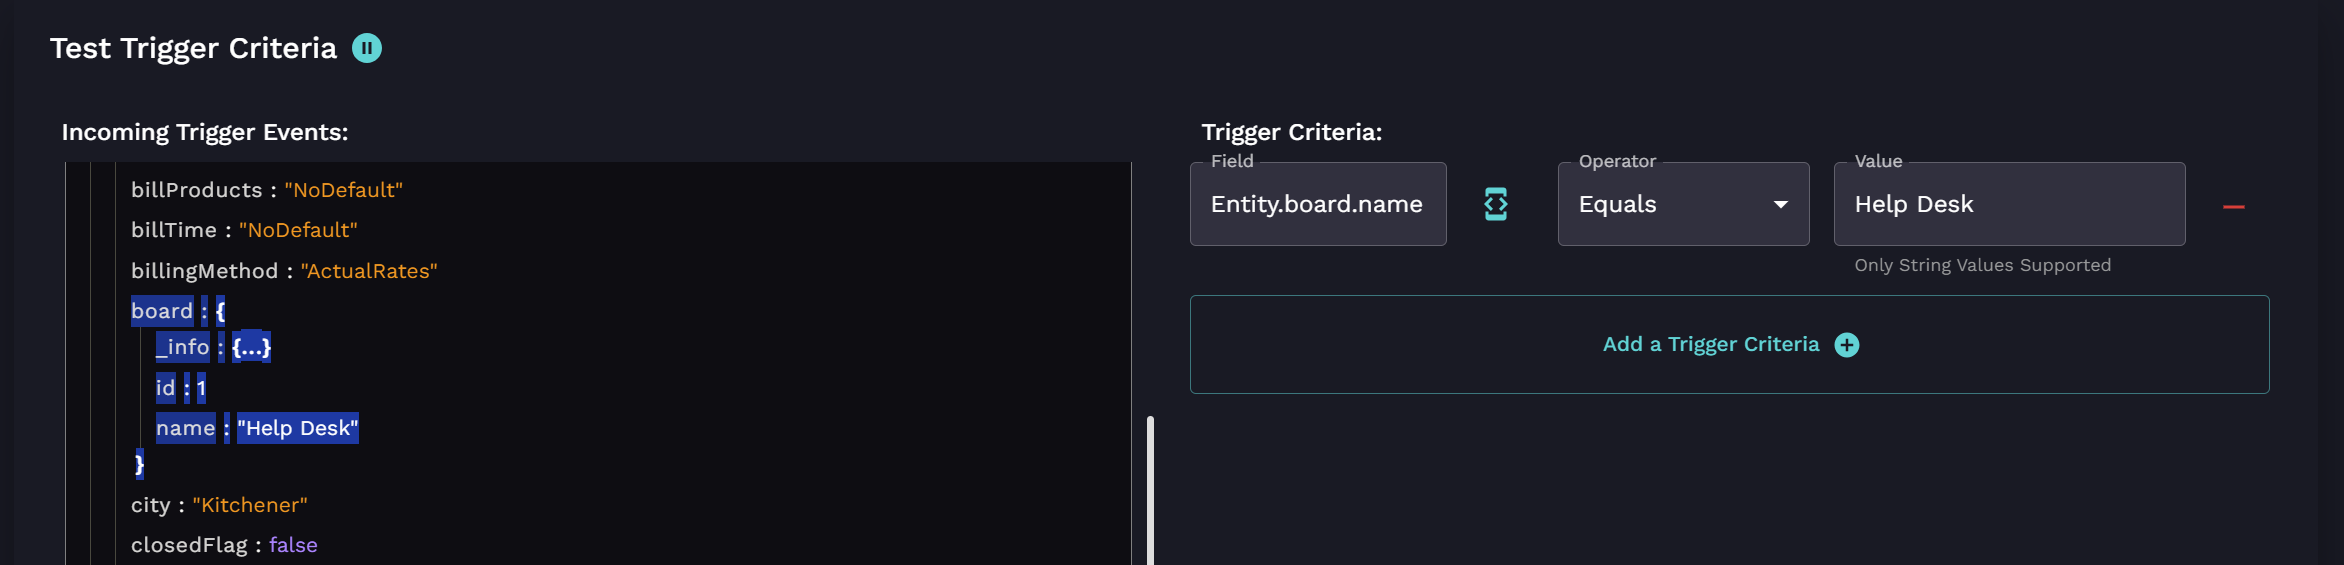 Test Trigger Criteria
Incoming Trigger Events:
billProducts : "NoDefault"
billTime : "NoDefault"
billingMethod : "ActualRates"
board : {
_info : {...}
id : 1
name : "Help Desk"
}
city : "Kitchener"
closedFlag : false
Trigger Criteria:
Field
Entity.board.name
Operator
Equals
Value
Help Desk
Only String Values Supported
Add a Trigger Criteria